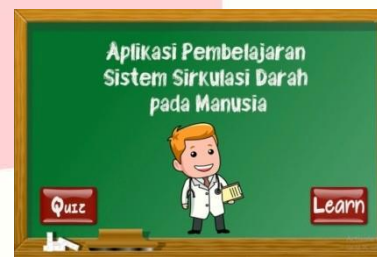 Aplikasi Pembelajaran
Sistem Sirkulasi Darah
pada Manusia
Quiz
Learn